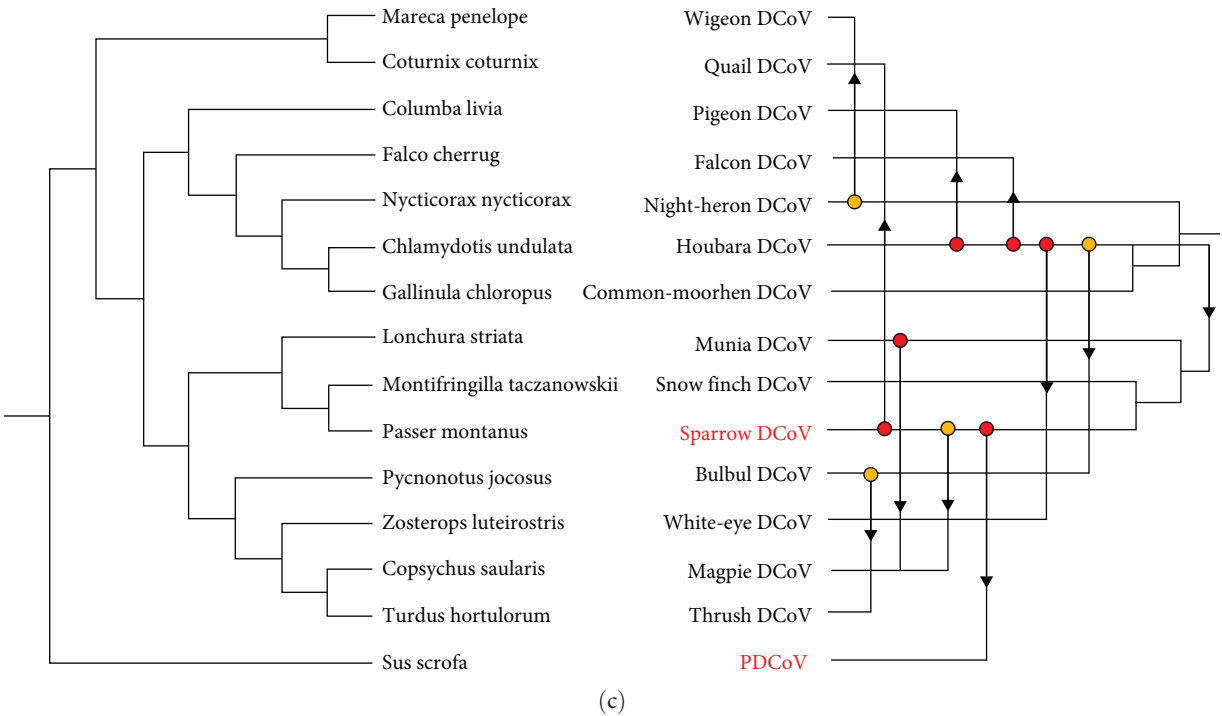 Mareca penelope
Wigeon DCoV
Coturnix coturnix
Quail DCoV
Columba livia
Pigeon DCoV
Falco cherrug
Falcon DCoV
Nycticorax nycticorax
Night-heron DCoV
Chlamydotis undulata
Houbara DCoV
Gallinula chloropus
Common-moorhen DCoV
Lonchura striata
Munia DCoV
Montifringilla taczanowskii
Snow finch DCoV
Passer montanus
Sparrow DCoV
Pycnonotus jocosus
Bulbul DCoV
Zosterops luteirostris
White-eye DCoV
Copsychus saularis
Magpie DCoV
Turdus hortulorum
Thrush DCoV
Sus scrofa
PDCoV
(c)